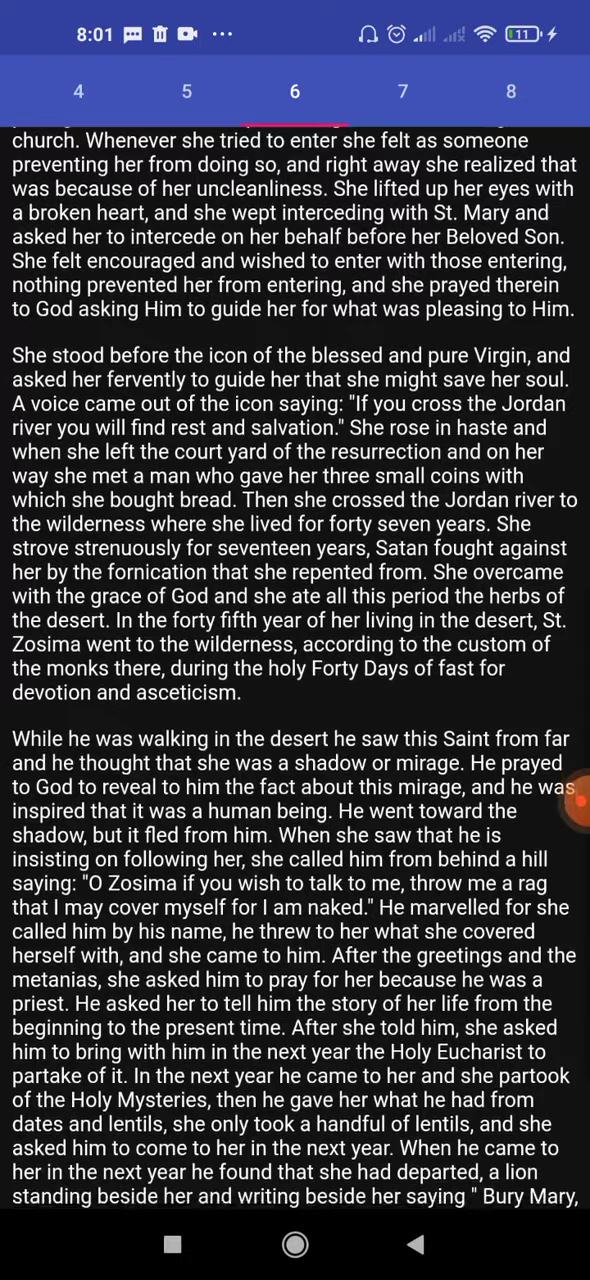 8:01
11
4 5 6 7 8
church. Whenever she tried to enter she felt as someone
preventing her from doing so, and right away she realized that
was because of her uncleanliness. She lifted up her eyes with
a broken heart, and she wept interceding with St. Mary and
asked her to intercede on her behalf before her Beloved Son.
She felt encouraged and wished to enter with those entering,
nothing prevented her from entering, and she prayed therein
to God asking Him to guide her for what was pleasing to Him.
She stood before the icon of the blessed and pure Virgin, and
asked her fervently to guide her that she might save her soul.
A voice came out of the icon saying: "If you cross the Jordan
river you will find rest and salvation." She rose in haste and
when she left the court yard of the resurrection and on her
way she met a man who gave her three small coins with
which she bought bread. Then she crossed the Jordan river to
the wilderness where she lived for forty seven years. She
strove strenuously for seventeen years, Satan fought against
her by the fornication that she repented from. She overcame
with the grace of God and she ate all this period the herbs of
the desert. In the forty fifth year of her living in the desert, St.
Zosima went to the wilderness, according to the custom of
the monks there, during the holy Forty Days of fast for
devotion and asceticism.
While he was walking in the desert he saw this Saint from far
and he thought that she was a shadow or mirage. He prayed
to God to reveal to him the fact about this mirage, and he was
inspired that it was a human being. He went toward the
shadow, but it fled from him. When she saw that he is
insisting on following her, she called him from behind a hill
saying: "O Zosima if you wish to talk to me, throw me a rag
that I may cover myself for I am naked." He marvelled for she
called him by his name, he threw to her what she covered
herself with, and she came to him. After the greetings and the
metanias, she asked him to pray for her because he was a
priest. He asked her to tell him the story of her life from the
beginning to the present time. After she told him, she asked
him to bring with him in the next year the Holy Eucharist to
partake of it. In the next year he came to her and she partook
of the Holy Mysteries, then he gave her what he had from
dates and lentils, she only took a handful of lentils, and she
asked him to come to her in the next year. When he came to
her in the next year he found that she had departed, a lion
standing beside her and writing beside her saying " Bury Mary,